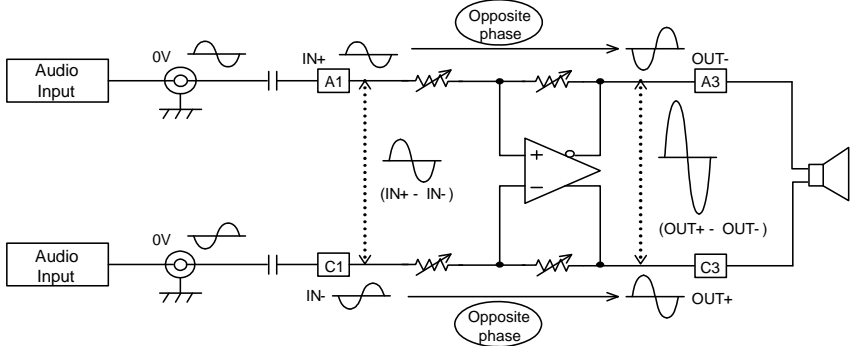 Opposite
phase
0V
IN+
OUT-
Audio
Input
A1
A3
+
−
(IN+ - IN-)
(OUT+ - OUT-)
0V
Audio
Input
C1
C3
IN-
OUT+
Opposite
phase